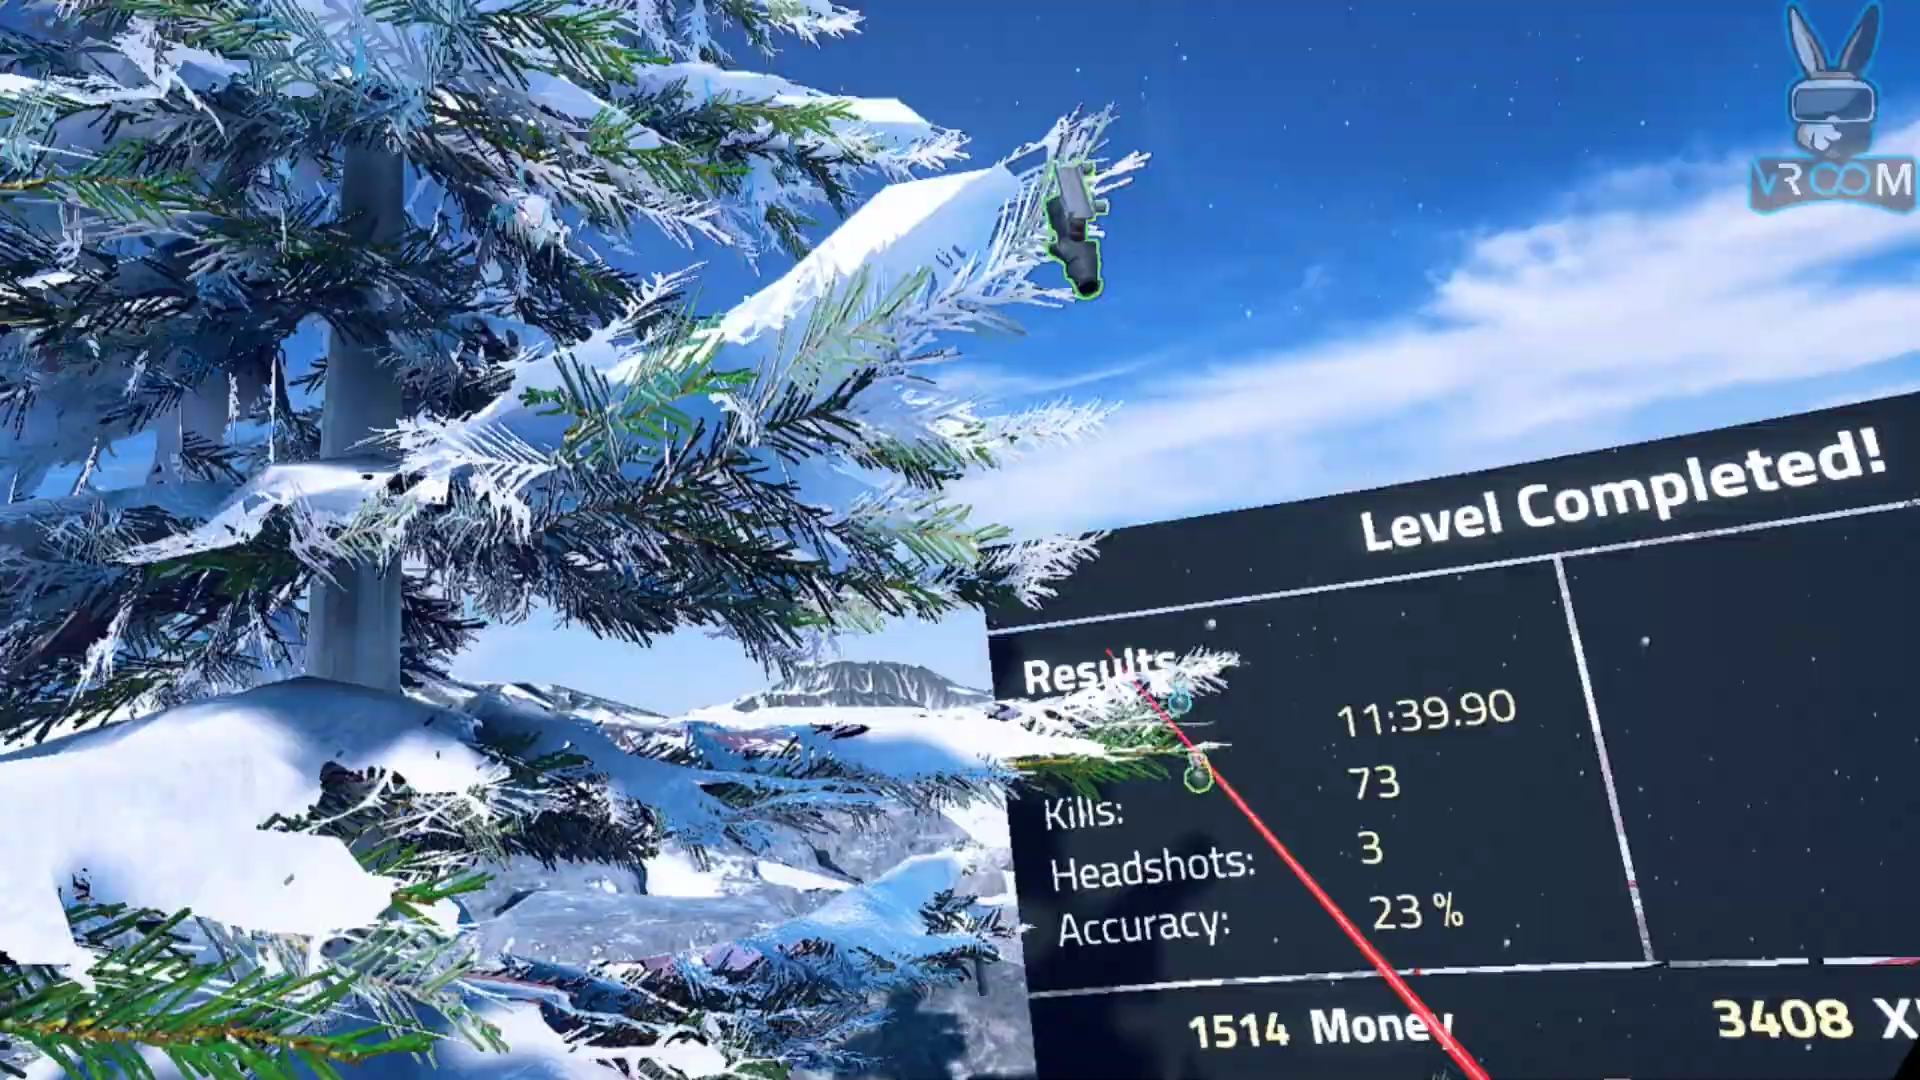 VROOM
Level Completed!
Results
11:39.90
Kills: 73
Headshots: 3
Accuracy: 23 %
1514 Money 3408